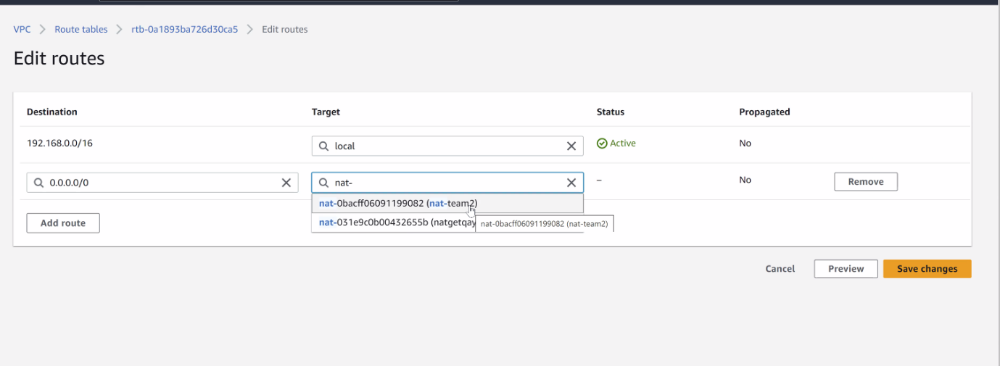 VPC > Route tables > rtb-0a1893ba726d30ca5 > Edit routes
Edit routes
Destination Target Status Propagated
192.168.0.0/16 local Active No
0.0.0.0/0 nat- – No Remove
nat-0bacff06091199082 (nat-team2)
nat-031e9c0b00432655b (natgetqay
nat-0bacff06091199082 (nat-team2)
Add route
Cancel Preview Save changes